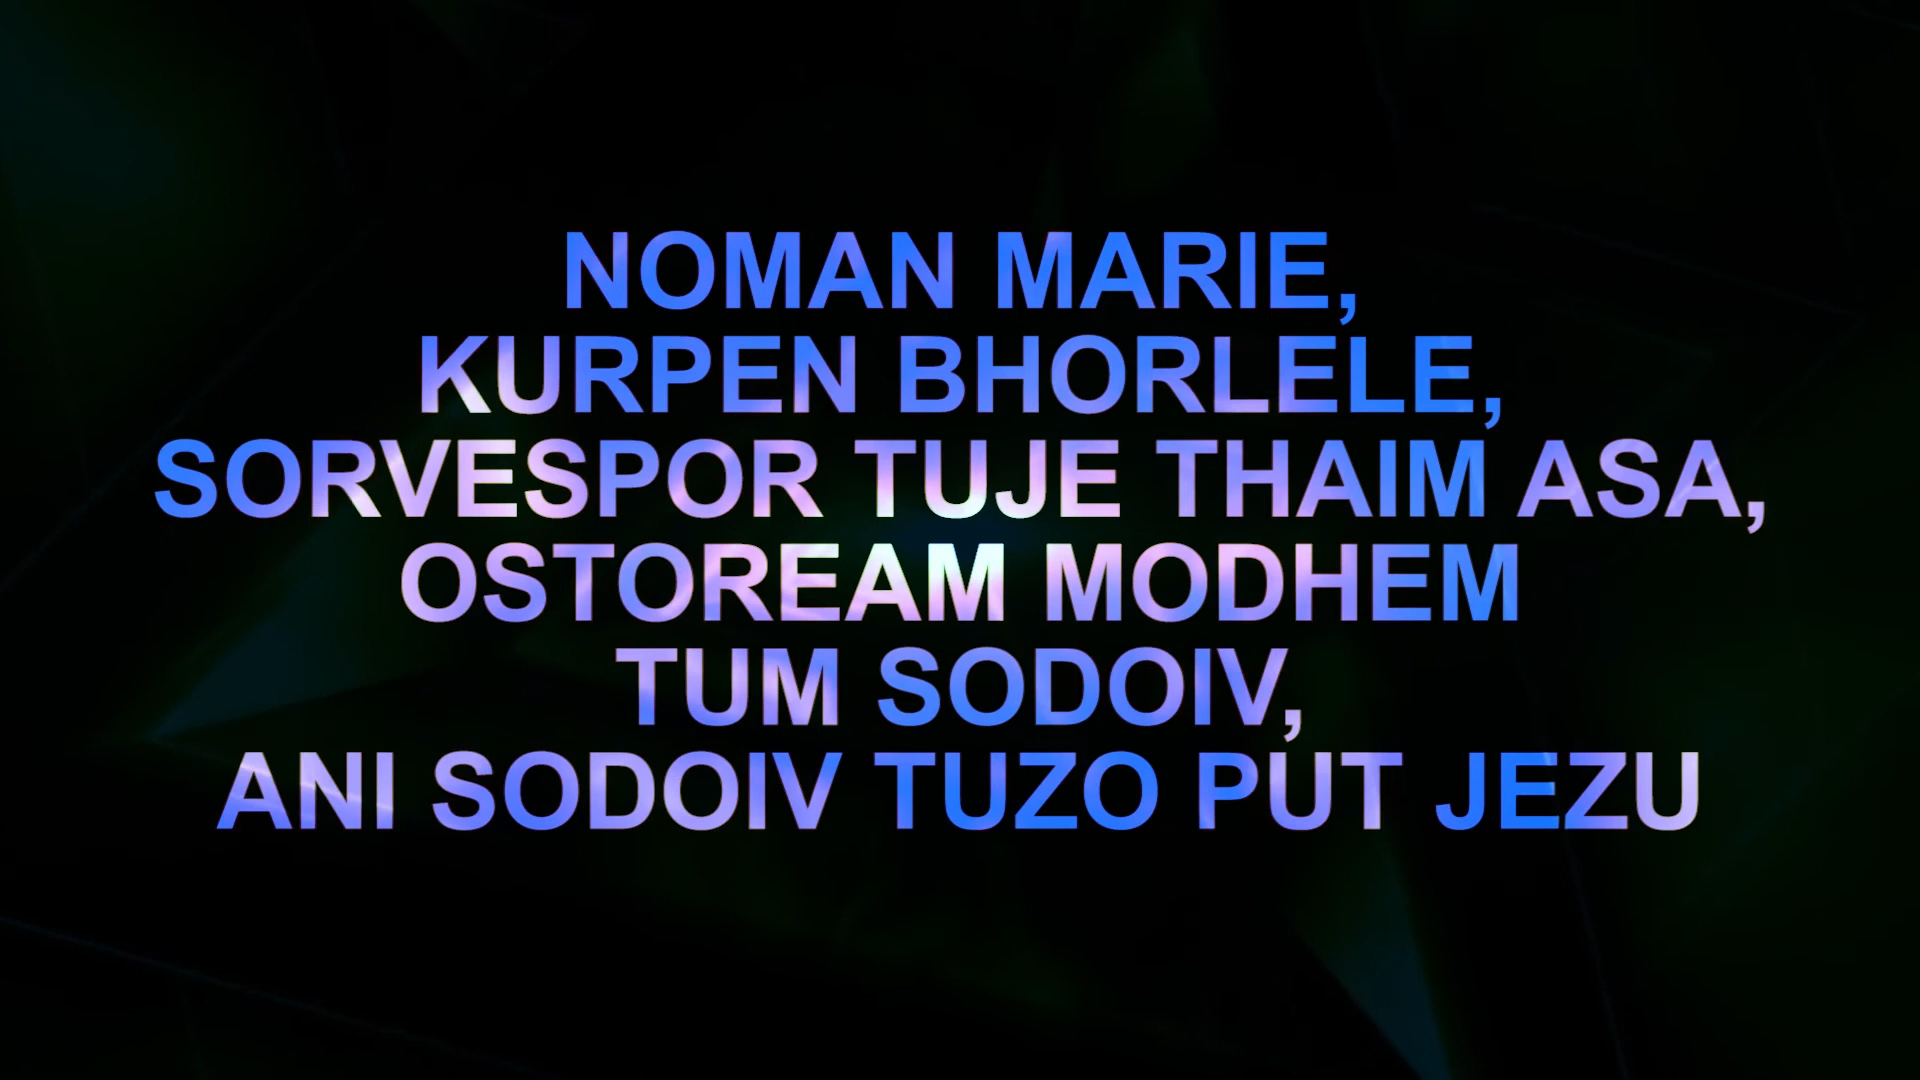 NOMAN MARIE,
KURPEN BHORLELE,
SORVESPOR TUJE THAIM ASA,
OSTOREAM MODHEM
TUM SODOIV,
ANI SODOIV TUZO PUT JEZU